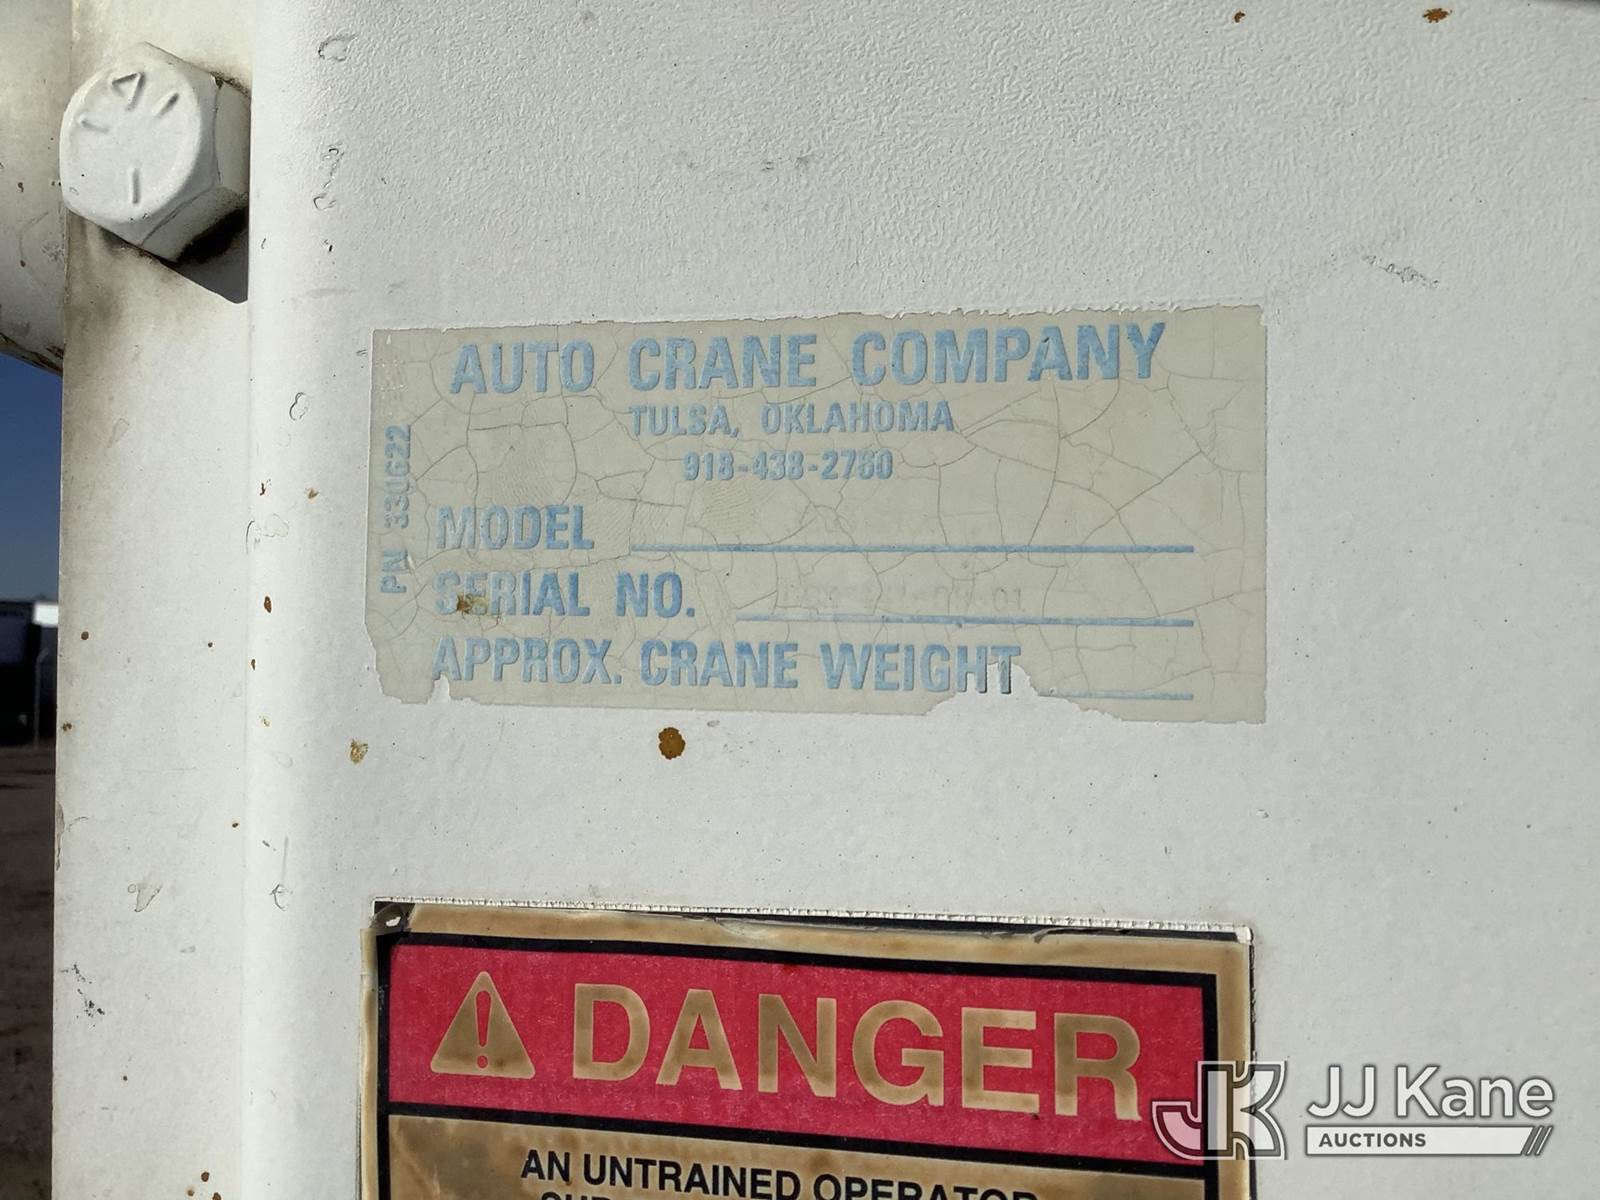 AUTO CRANE COMPANY
TULSA, OKLAHOMA
918-438-2760
PN 330622
MODEL
SERIAL NO.
APPROX. CRANE WEIGHT
DANGER
AN UNTRAINED OPERATOR
JJ Kane
AUCTIONS